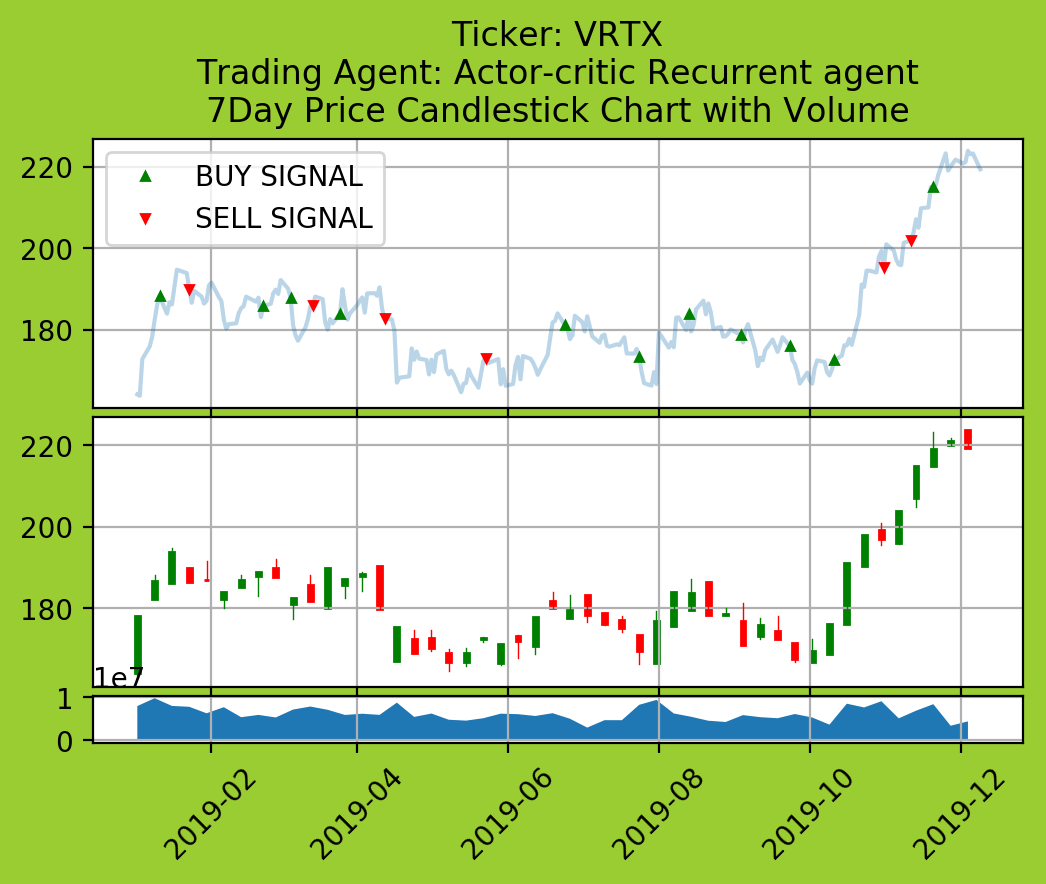 Ticker: VRTX
Trading Agent: Actor-critic Recurrent agent
7Day Price Candlestick Chart with Volume
BUY SIGNAL
SELL SIGNAL
220
200
180
220
200
180
1e7
1
0
2019-02
2019-04
2019-06
2019-08
2019-10
2019-12